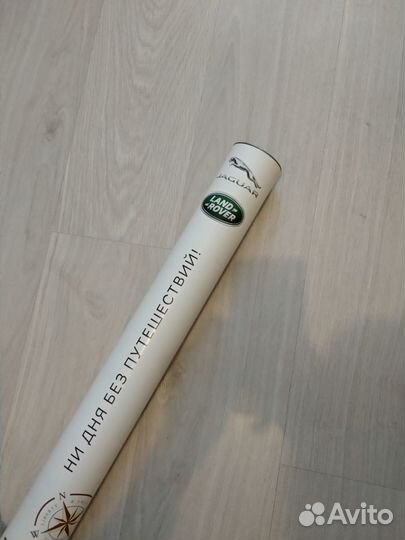 JAGUAR
LAND-
-ROVER
НИ ДНЯ БЕЗ ПУТЕШЕСТВИЙ!
N
W
Avito